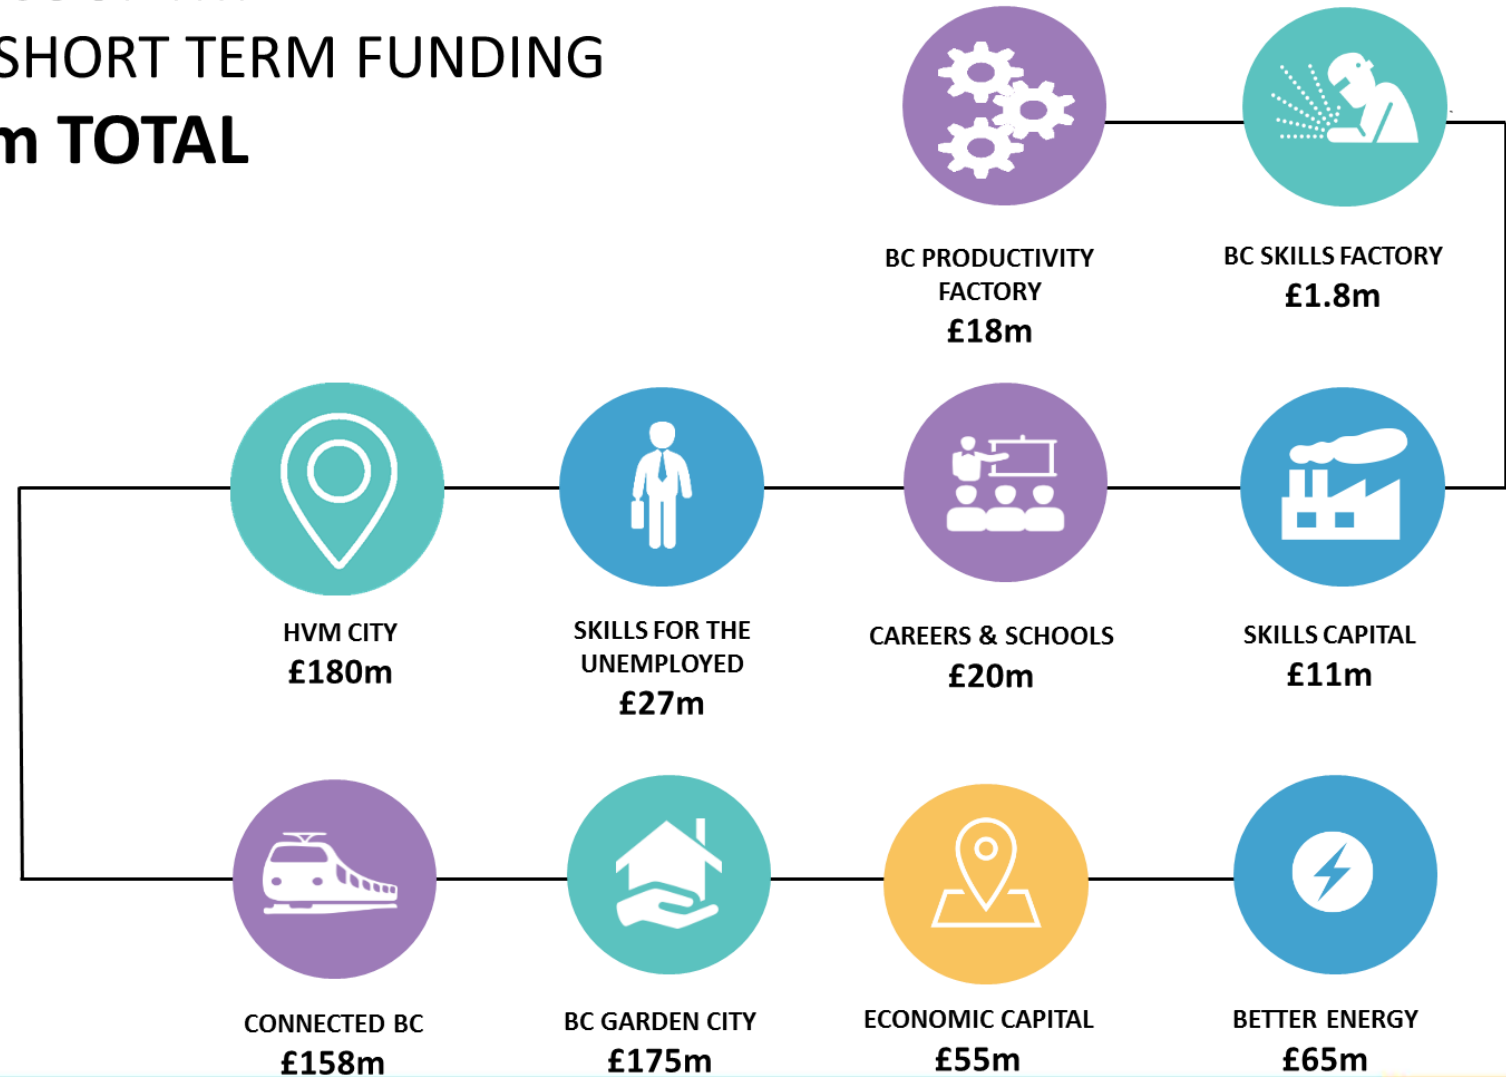 SHORT TERM FUNDING
m TOTAL
BC PRODUCTIVITY
FACTORY
£18m
BC SKILLS FACTORY
£1.8m
HVM CITY
£180m
SKILLS FOR THE
UNEMPLOYED
£27m
CAREERS & SCHOOLS
£20m
SKILLS CAPITAL
£11m
CONNECTED BC
£158m
BC GARDEN CITY
£175m
ECONOMIC CAPITAL
£55m
BETTER ENERGY
£65m